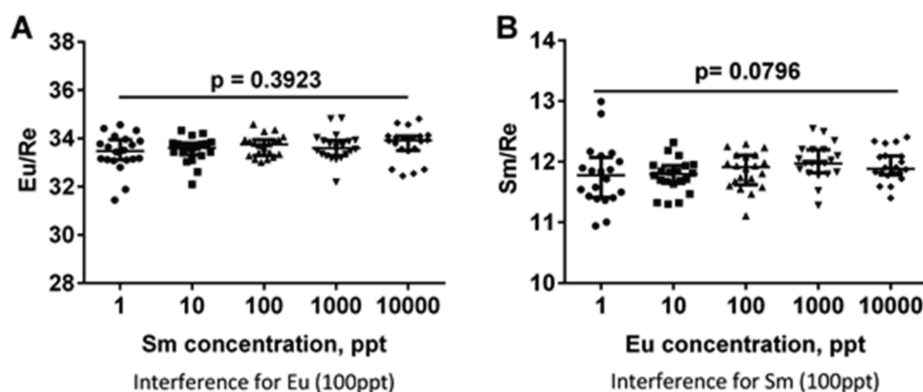 A
Eu/Re
38
36
34
32
30
28
p = 0.3923
1 10 100 1000 10000
Sm concentration, ppt
Interference for Eu (100ppt)
B
Sm/Re
14
13
12
11
10
p= 0.0796
1 10 100 1000 10000
Eu concentration, ppt
Interference for Sm (100ppt)